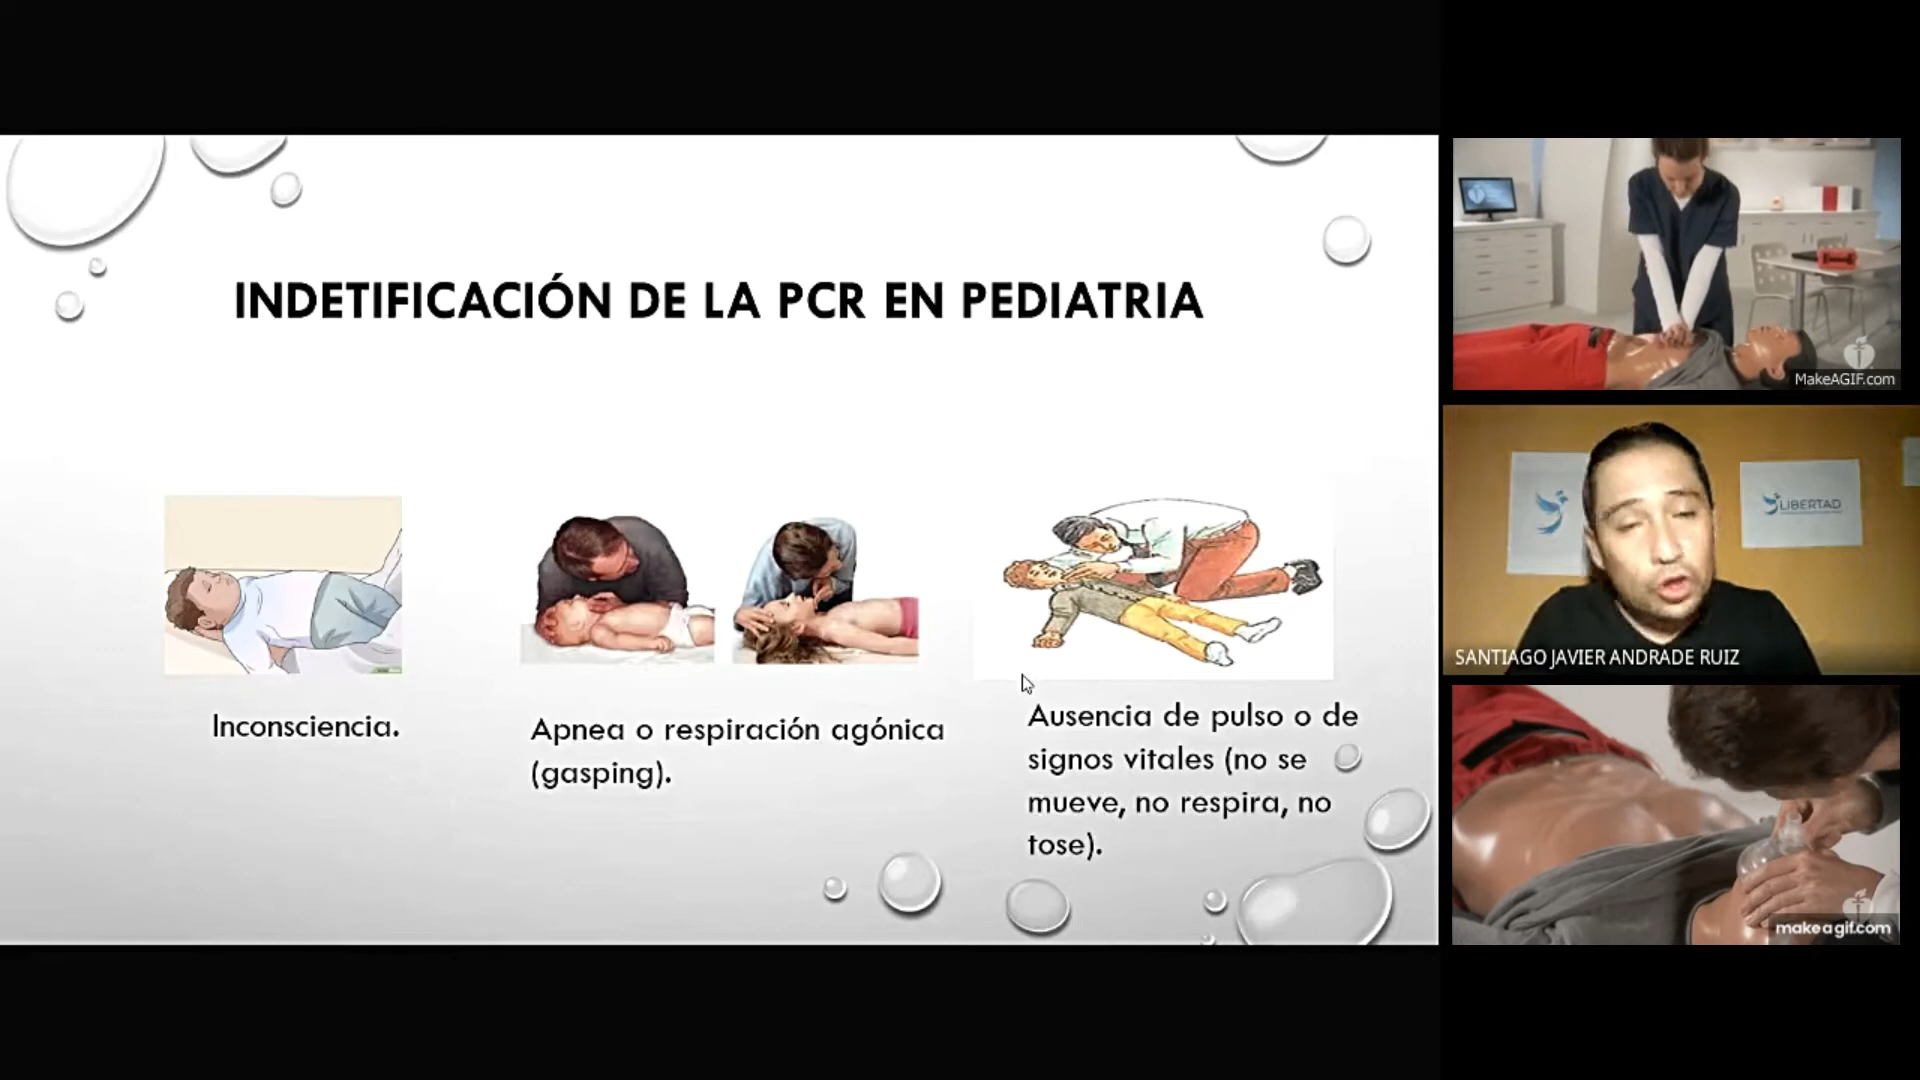 INDETIFICACIÓN DE LA PCR EN PEDIATRIA
Inconsciencia.
Apnea o respiración agónica
(gasping).
Ausencia de pulso o de
signos vitales (no se
mueve, no respira, no
tose).
MakeAGIF.com
LIBERTAD
SANTIAGO JAVIER ANDRADE RUIZ
makeagif.com